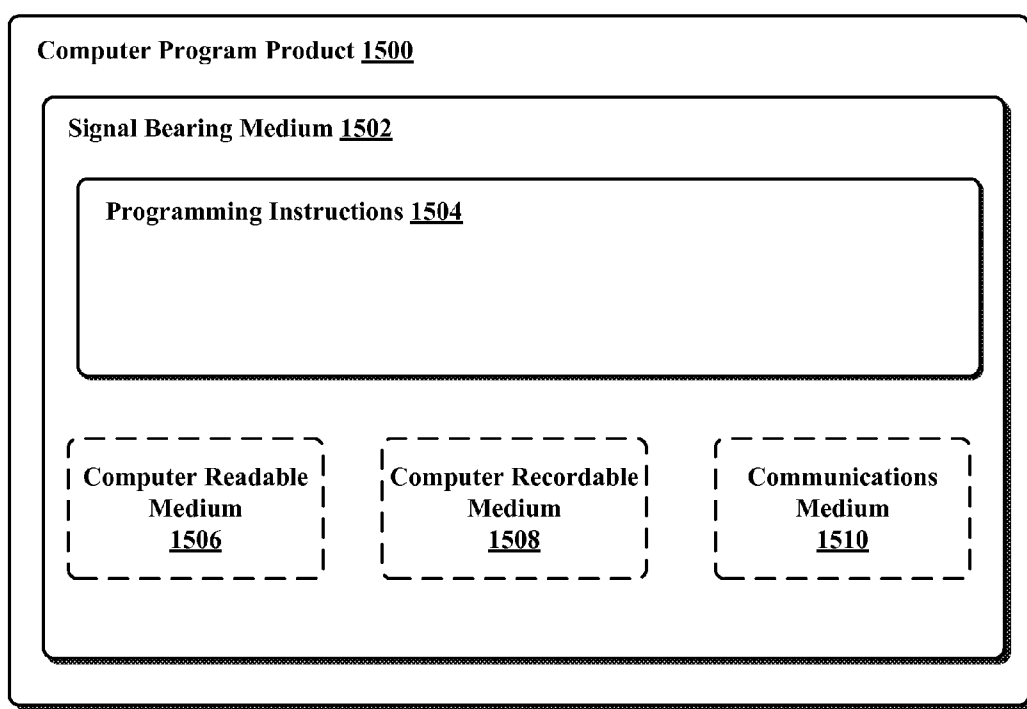 Computer Program Product 1500
Signal Bearing Medium 1502
Programming Instructions 1504
Computer Readable
Medium
1506
Computer Recordable
Medium
1508
Communications
Medium
1510